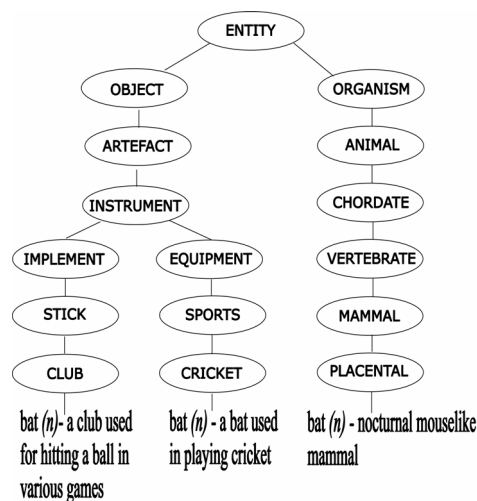 ENTITY
OBJECT
ORGANISM
ARTEFACT
ANIMAL
INSTRUMENT
CHORDATE
IMPLEMENT
EQUIPMENT
VERTEBRATE
STICK
SPORTS
MAMMAL
CLUB
CRICKET
PLACENTAL
bat (n)- a club used
for hitting a ball in
various games
bat (n) - a bat used
in playing cricket
bat (n) - nocturnal mouselike
mammal